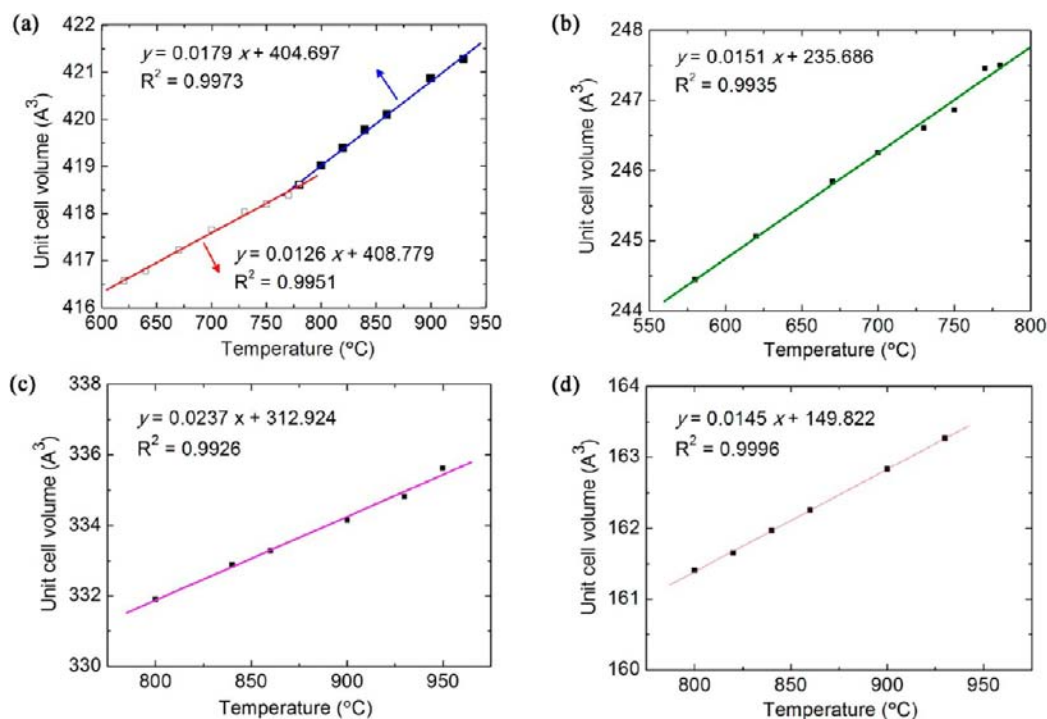 (a)
422
421
420
419
418
417
416
y = 0.0179 x + 404.697
R² = 0.9973
y = 0.0126 x + 408.779
R² = 0.9951
Unit cell volume (A³)
600 650 700 750 800 850 900 950
Temperature (°C)
(b)
248
247
246
245
244
y = 0.0151 x + 235.686
R² = 0.9935
Unit cell volume (A³)
550 600 650 700 750 800
Temperature (°C)
(c)
338
336
334
332
330
y = 0.0237 x + 312.924
R² = 0.9926
Unit cell volume (A³)
800 850 900 950
Temperature (°C)
(d)
164
163
162
161
160
y = 0.0145 x + 149.822
R² = 0.9996
Unit cell volume (A³)
800 850 900 950
Temperature (°C)